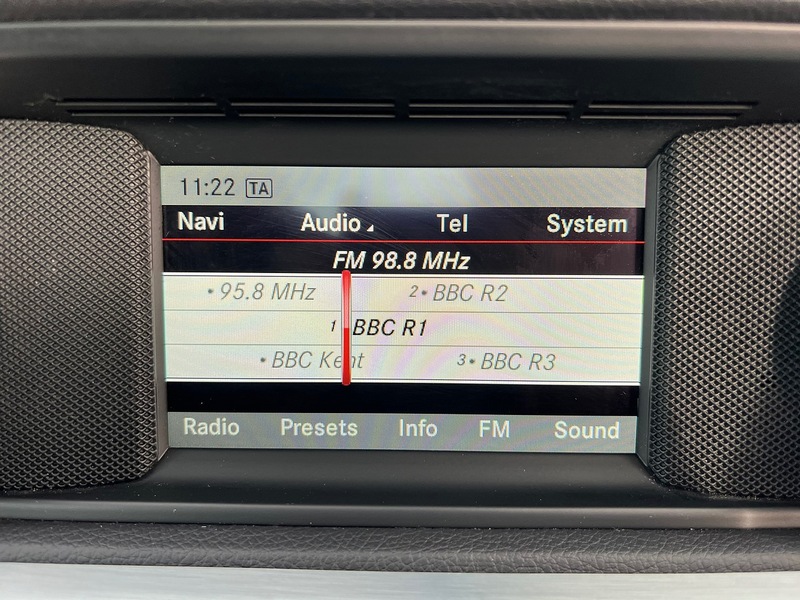 11:22 TA
Navi Audio Tel System
FM 98.8 MHz
• 95.8 MHz 2• BBC R2
1 BBC R1
• BBC Kent 3• BBC R3
Radio Presets Info FM Sound